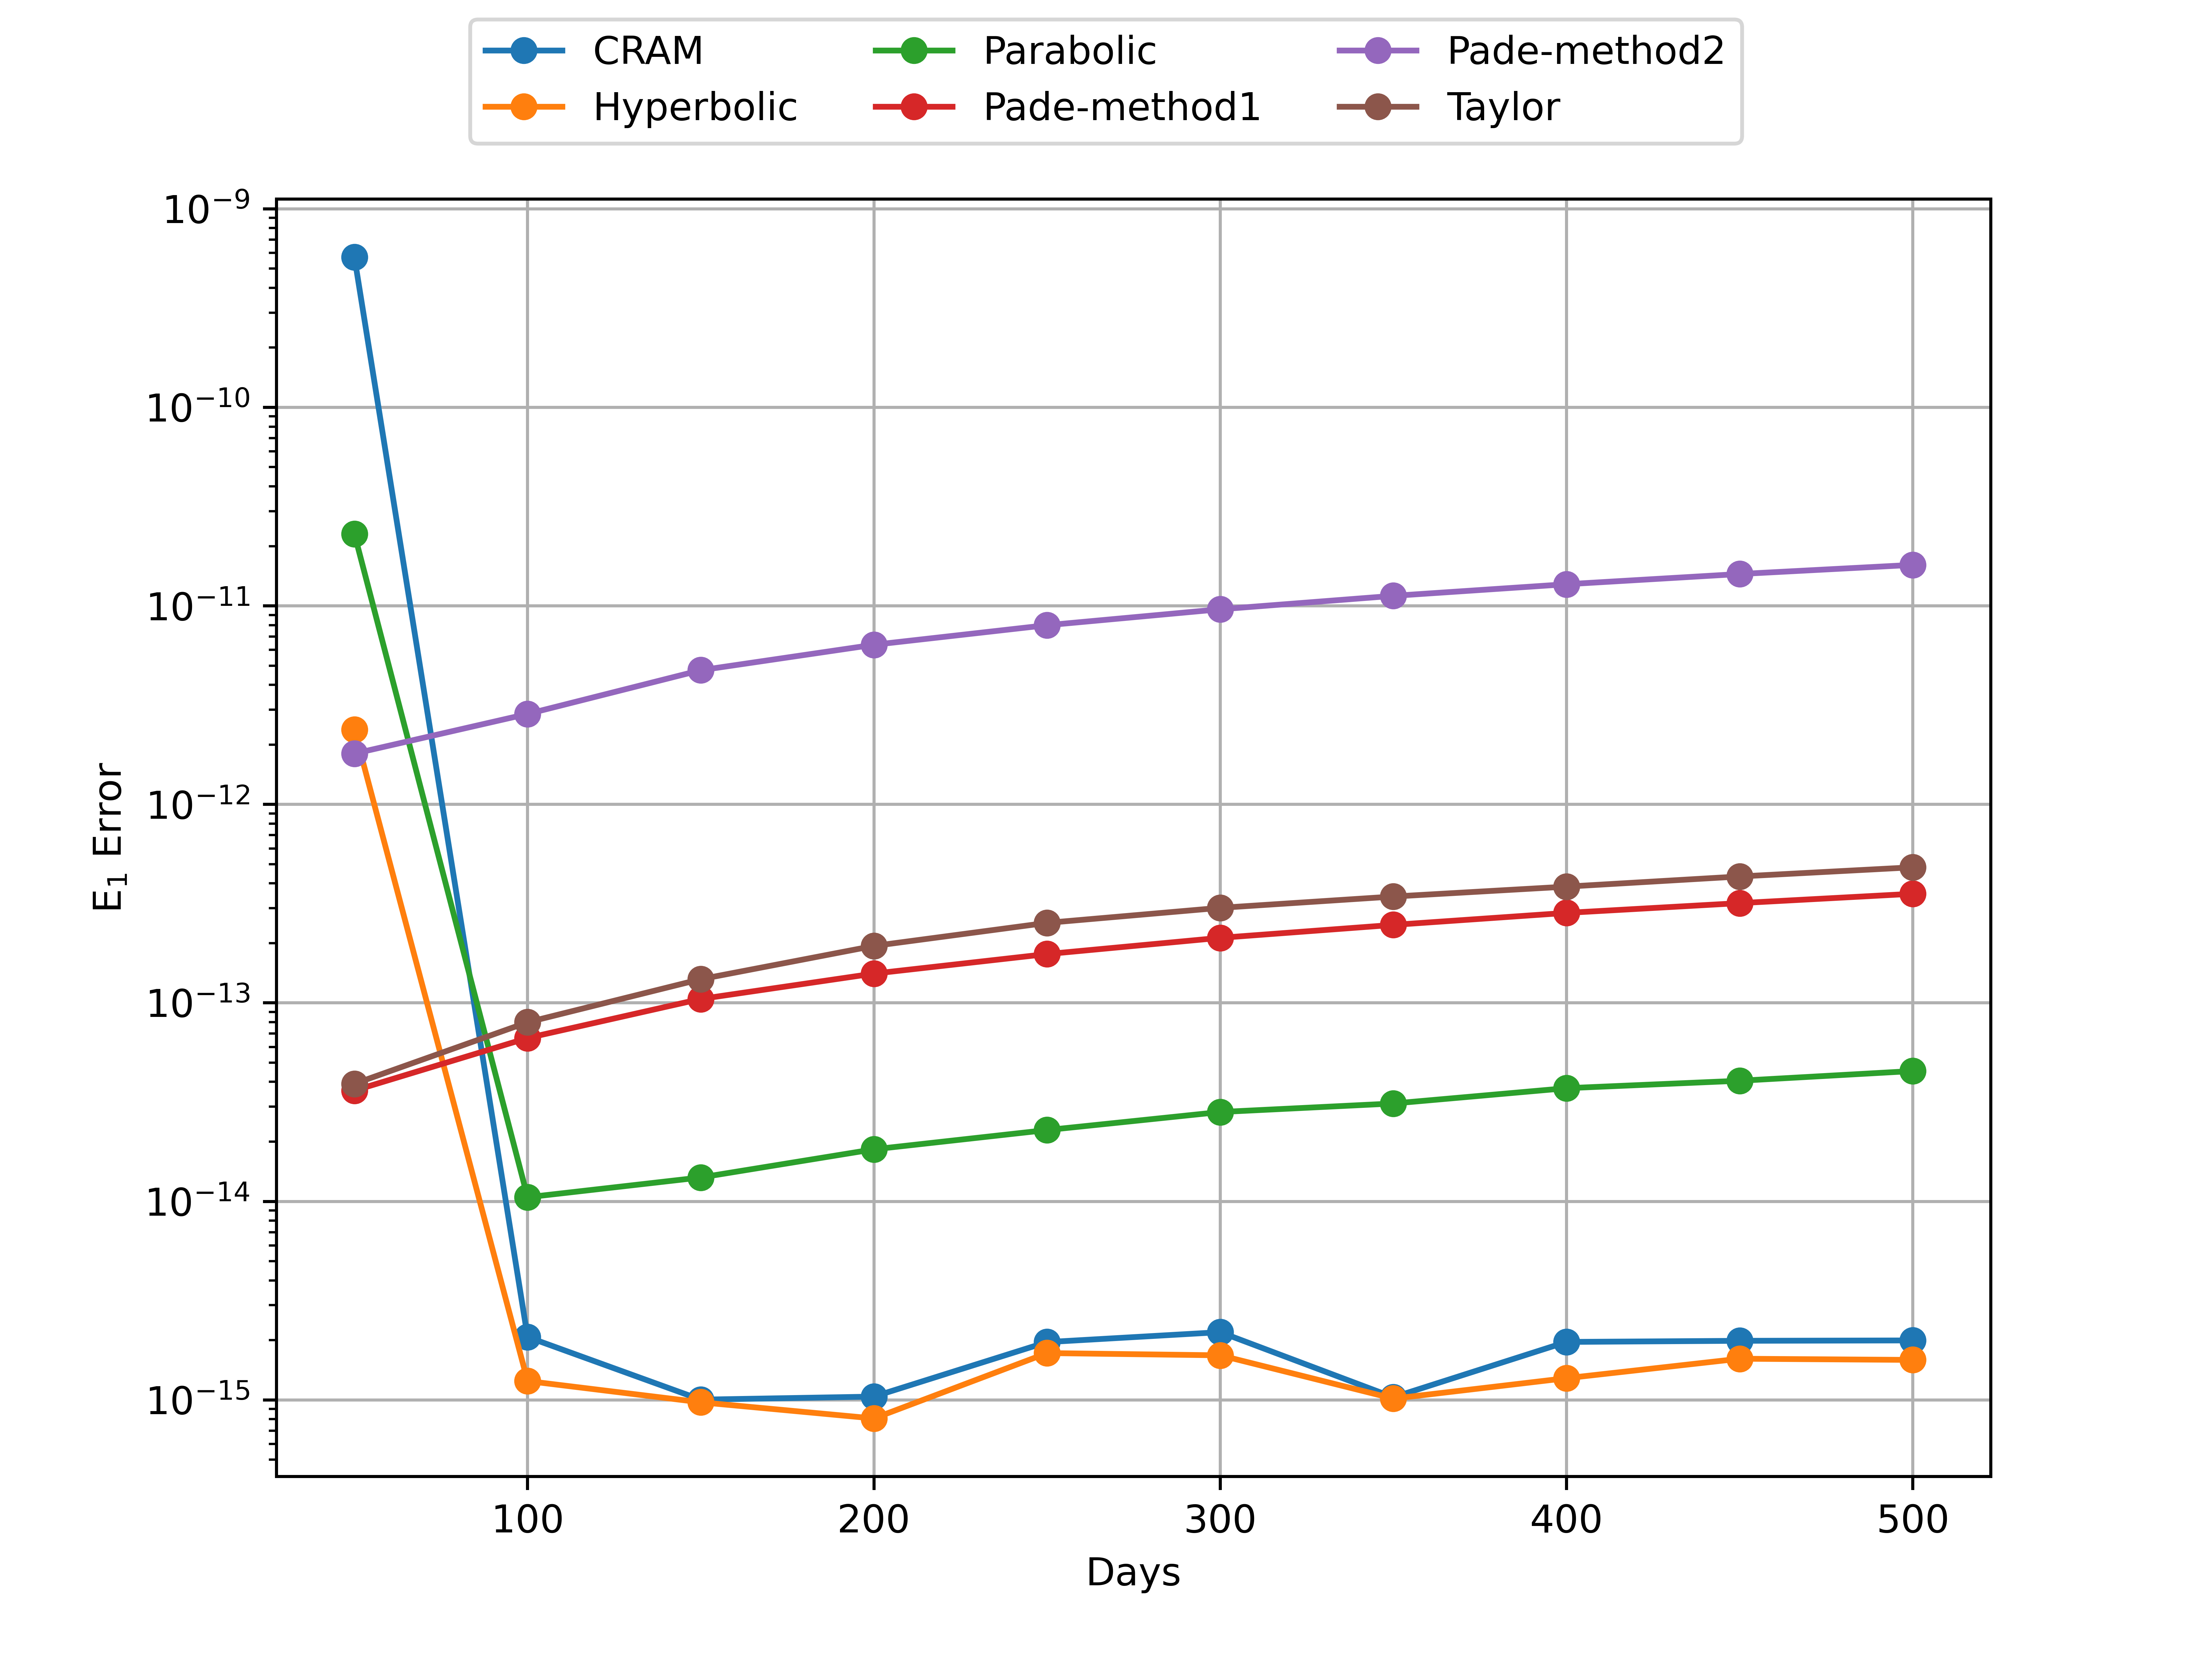 CRAM
Hyperbolic
Parabolic
Pade-method1
Pade-method2
Taylor
10⁻⁹
10⁻¹⁰
10⁻¹¹
10⁻¹²
10⁻¹³
10⁻¹⁴
10⁻¹⁵
E₁ Error
100 200 300 400 500
Days